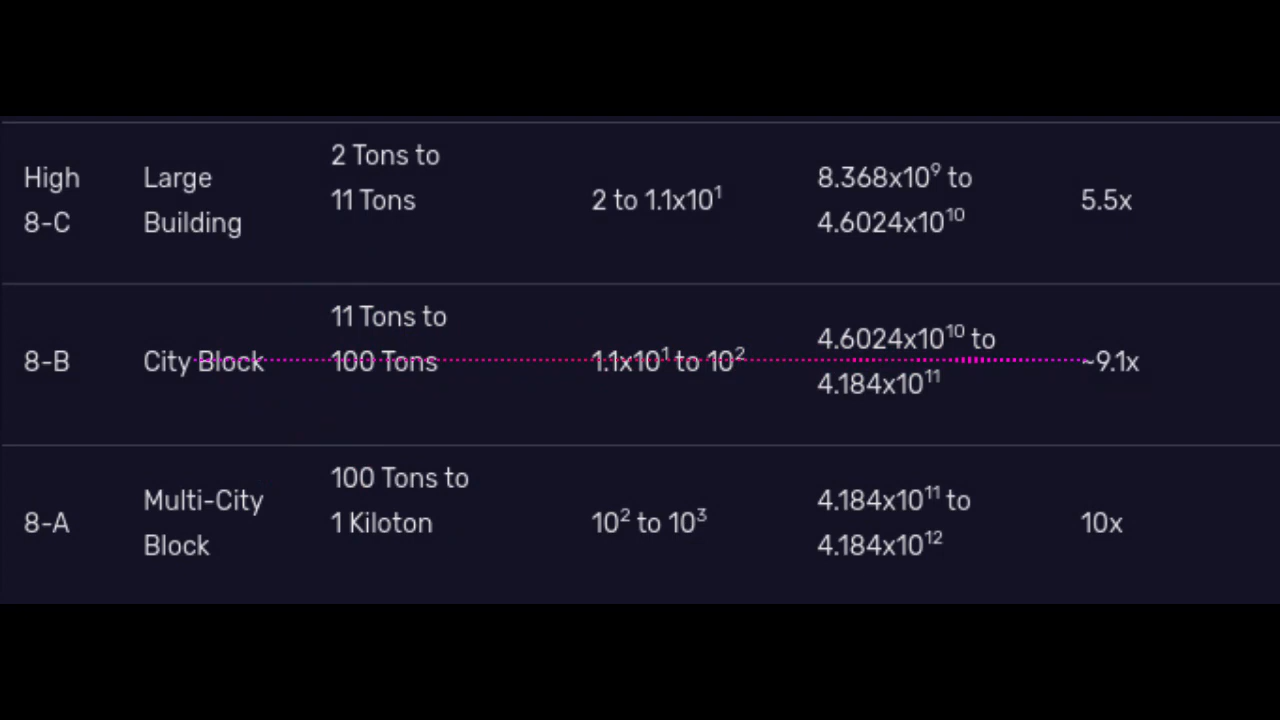 High
8-C
Large
Building
2 Tons to
11 Tons
2 to 1.1x10¹
8.368x10⁹ to
4.6024x10¹⁰
5.5x
8-B
City Block
11 Tons to
100 Tons
1.1x10¹ to 10²
4.6024x10¹⁰ to
4.184x10¹¹
~9.1x
8-A
Multi-City
Block
100 Tons to
1 Kiloton
10² to 10³
4.184x10¹¹ to
4.184x10¹²
10x